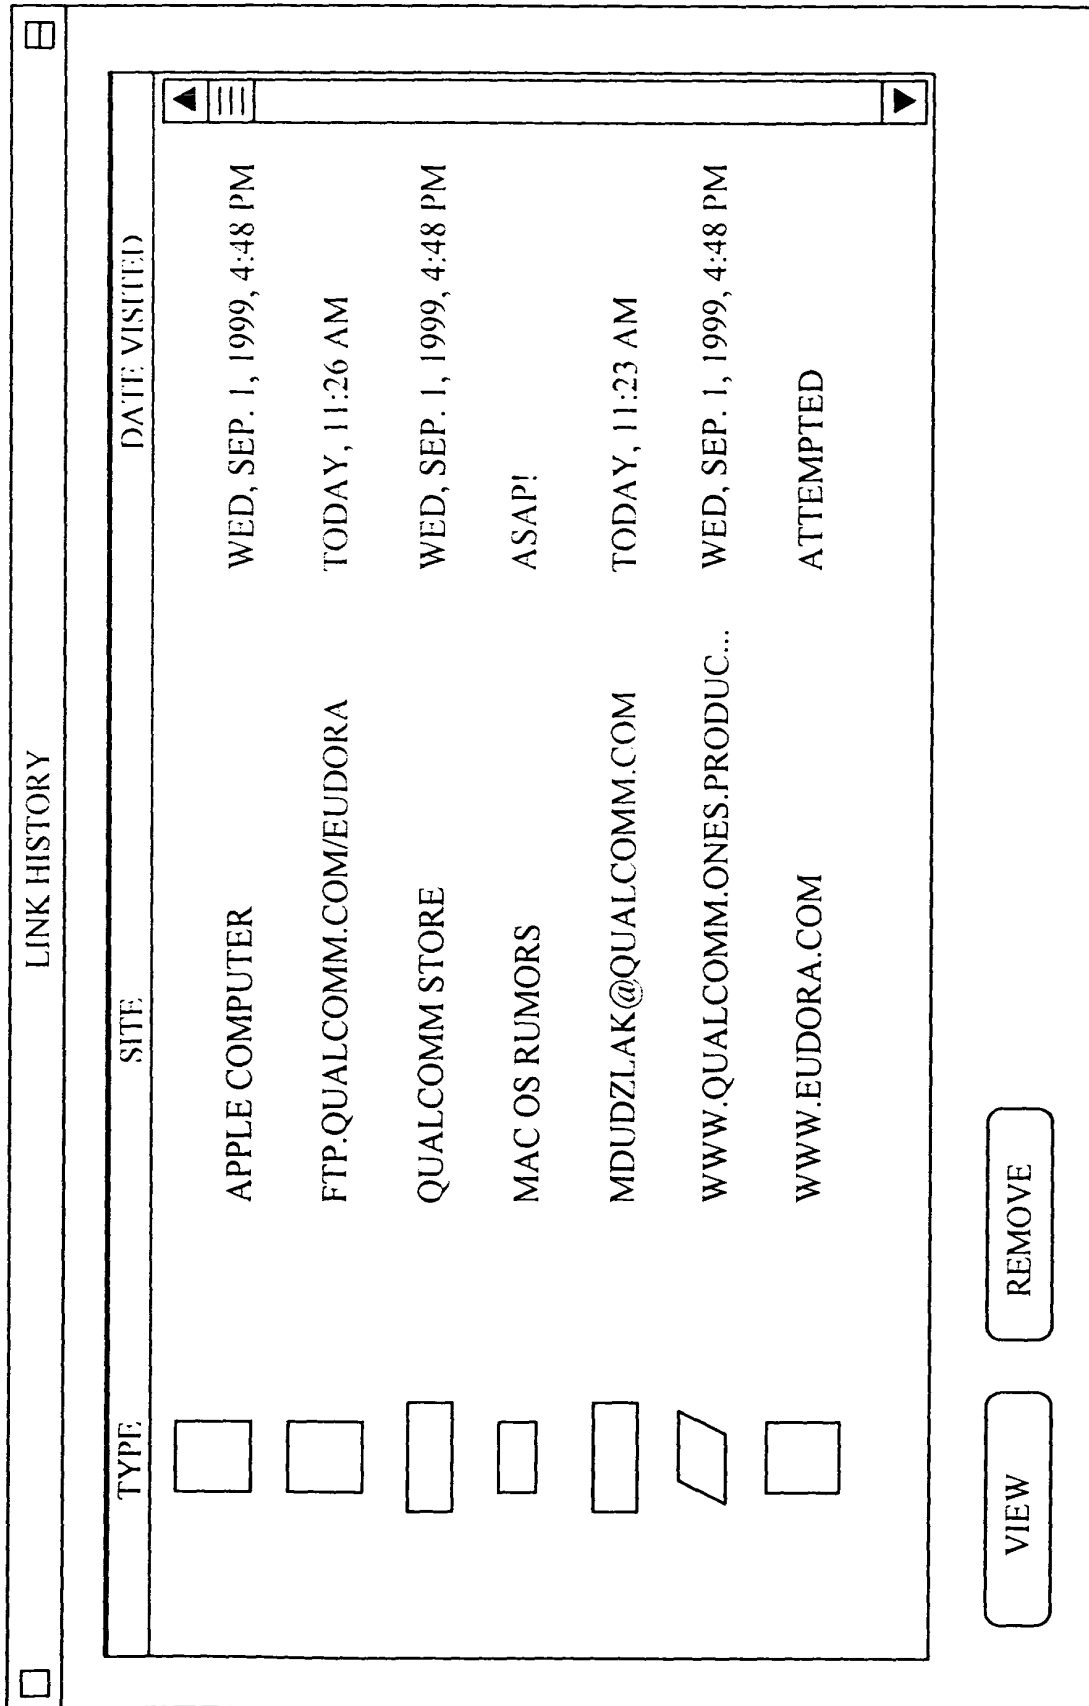 LINK HISTORY
TYPE SITE DATE VISITED
APPLE COMPUTER WED, SEP. 1, 1999, 4:48 PM
FTP.QUALCOMM.COM/EUDORA TODAY, 11:26 AM
QUALCOMM STORE WED, SEP. 1, 1999, 4:48 PM
MAC OS RUMORS ASAP!
MDUDZLAK@QUALCOMM.COM TODAY, 11:23 AM
WWW.QUALCOMM.ONES.PRODUC... WED, SEP. 1, 1999, 4:48 PM
WWW.EUDORA.COM ATTEMPTED
VIEW REMOVE